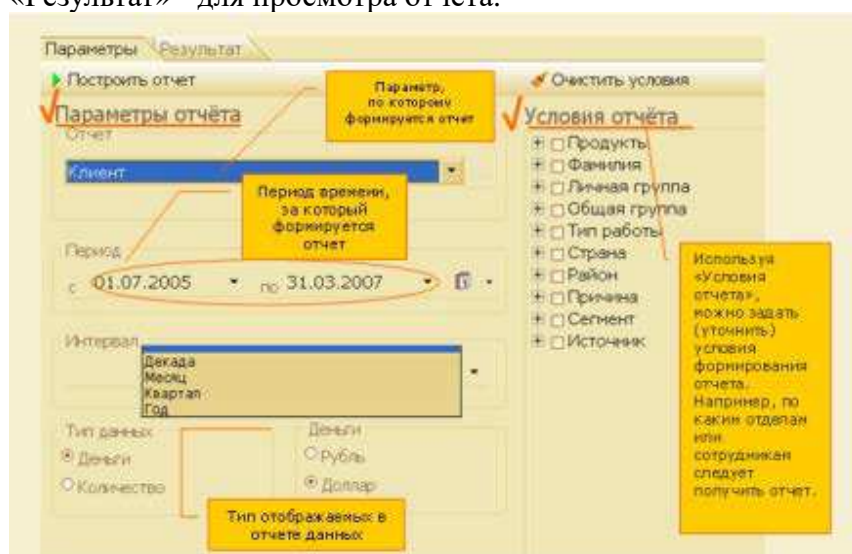 «Результат» - для просмотра отчета.
Параметры Результат
Построить отчет
Очистить условия
Параметр,
по которому
формируется отчет
Параметры отчёта
Отчет
Клиент
Период времени,
за который
формируется
отчет
Период
с 01.07.2005 по 31.03.2007
Интервал
Декада
Месяц
Квартал
Год
Тип данных
Деньги
Количество
Деньги
Рубль
Доллар
Тип отображаемых в
отчете данных
Условия отчёта
Продукты
Фамилия
Личная группа
Общая группа
Тип работы
Страна
Район
Причина
Сегмент
Источник
Используя
«Условия
отчета»,
можно задать
(уточнить)
условия
формирования
отчета.
Например, по
каким отделам
или
сотрудникам
следует
получить отчет.